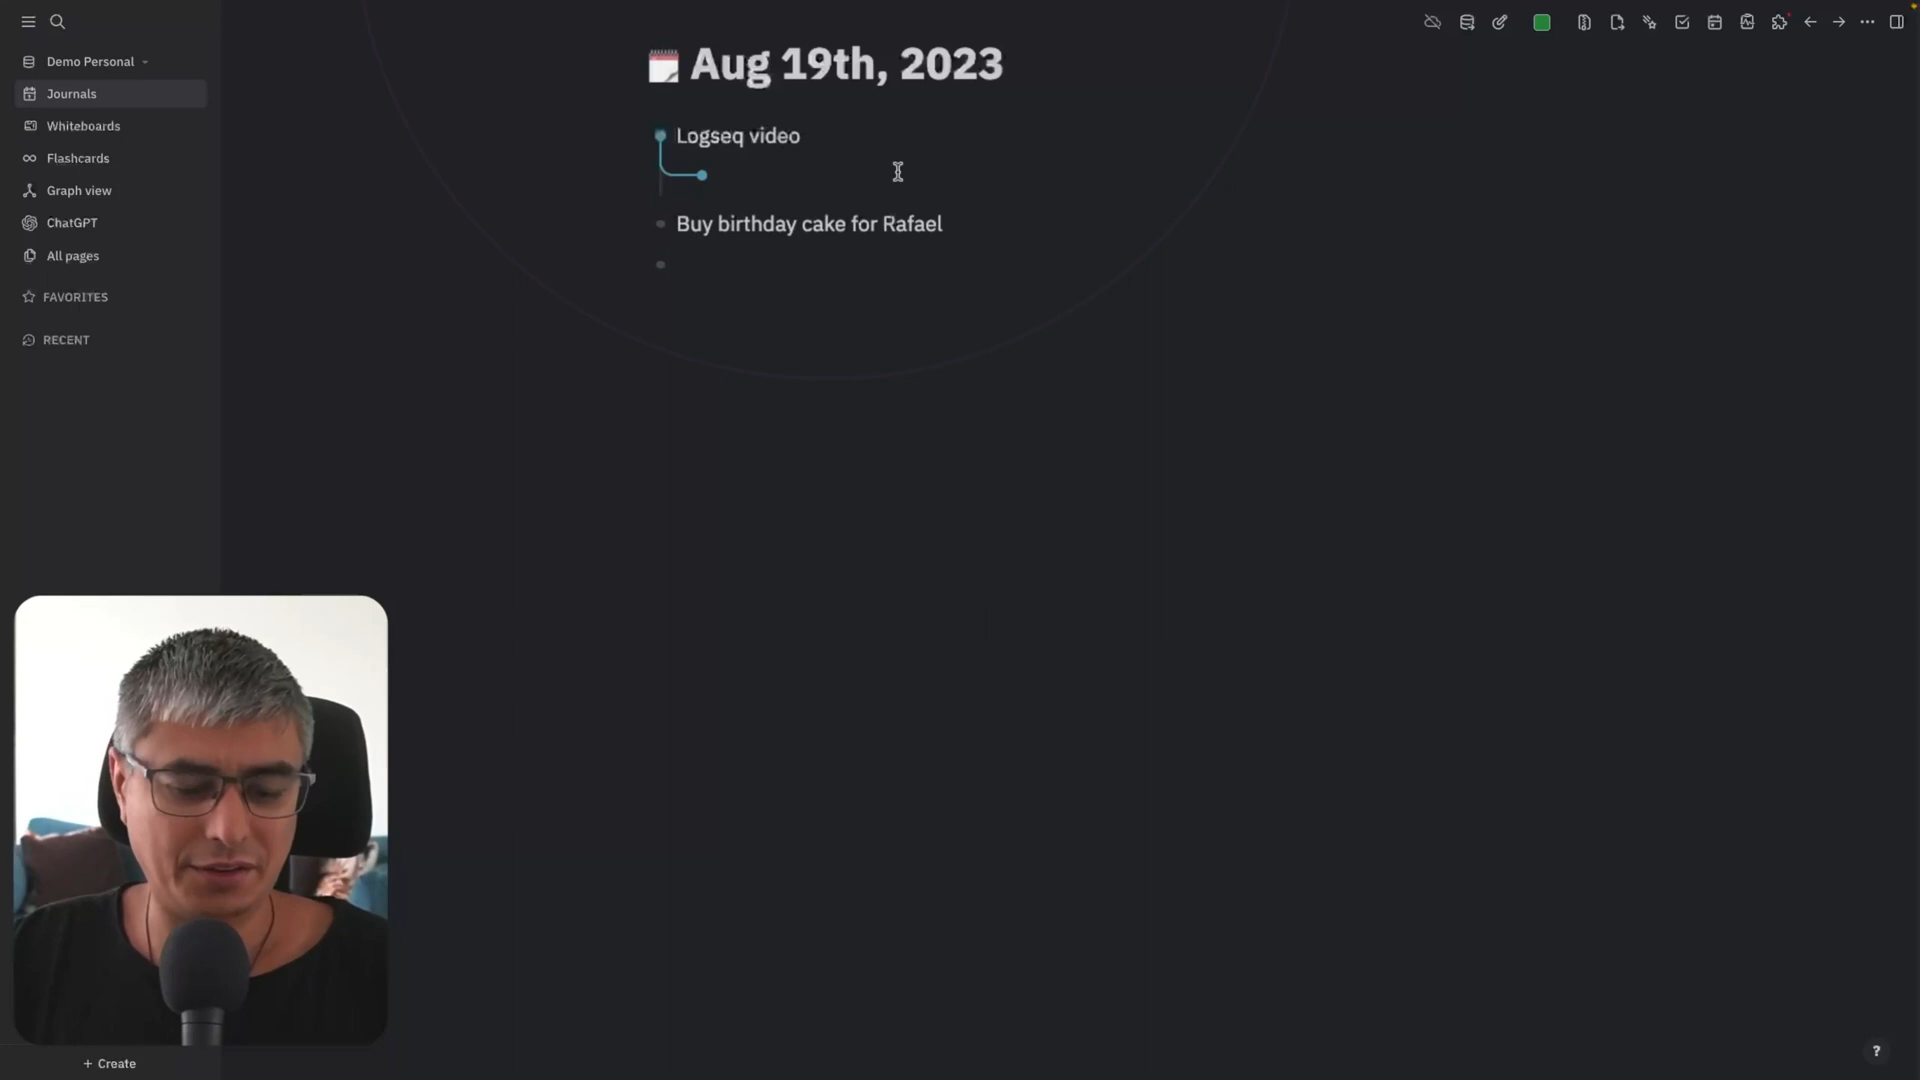 Demo Personal
Journals
Whiteboards
Flashcards
Graph view
ChatGPT
All pages
FAVORITES
RECENT
Aug 19th, 2023
Logseq video
Buy birthday cake for Rafael
+ Create
?